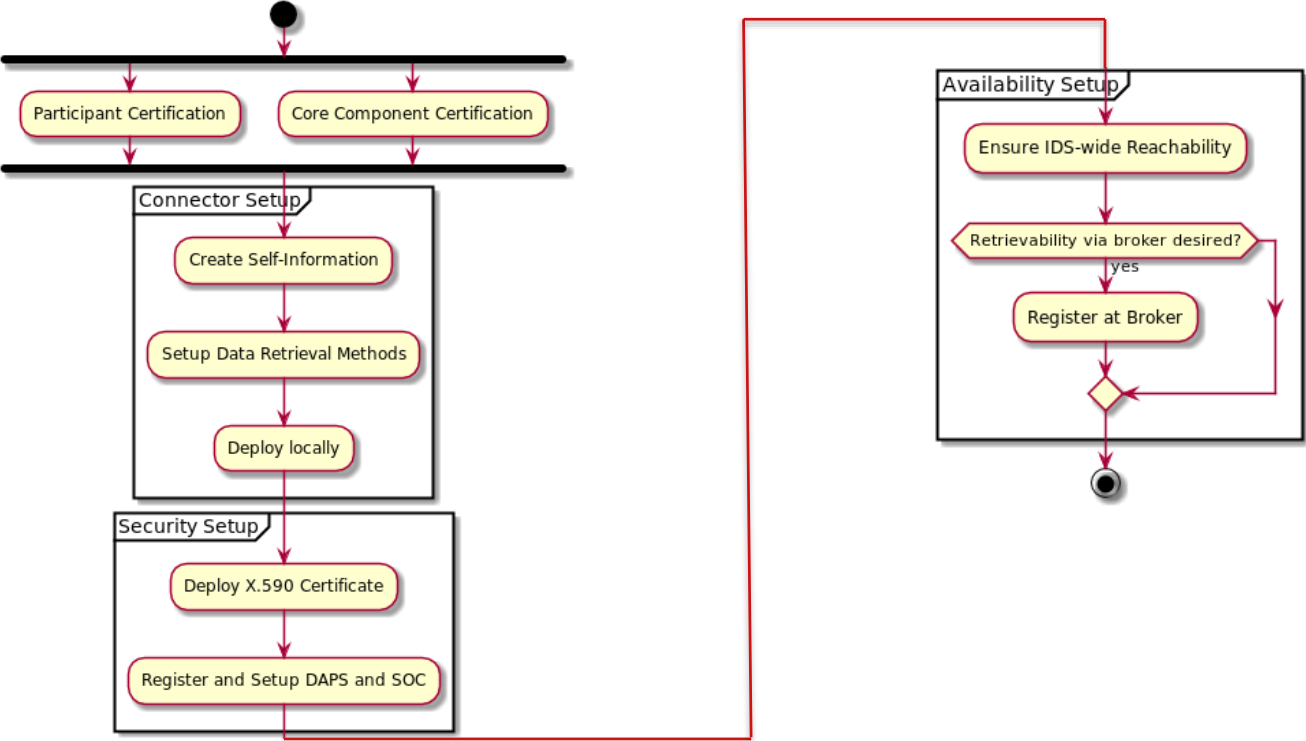 Participant Certification
Core Component Certification
Connector Setup
Create Self-Information
Setup Data Retrieval Methods
Deploy locally
Security Setup
Deploy X.590 Certificate
Register and Setup DAPS and SOC
Availability Setup
Ensure IDS-wide Reachability
Retrievability via broker desired?
yes
Register at Broker